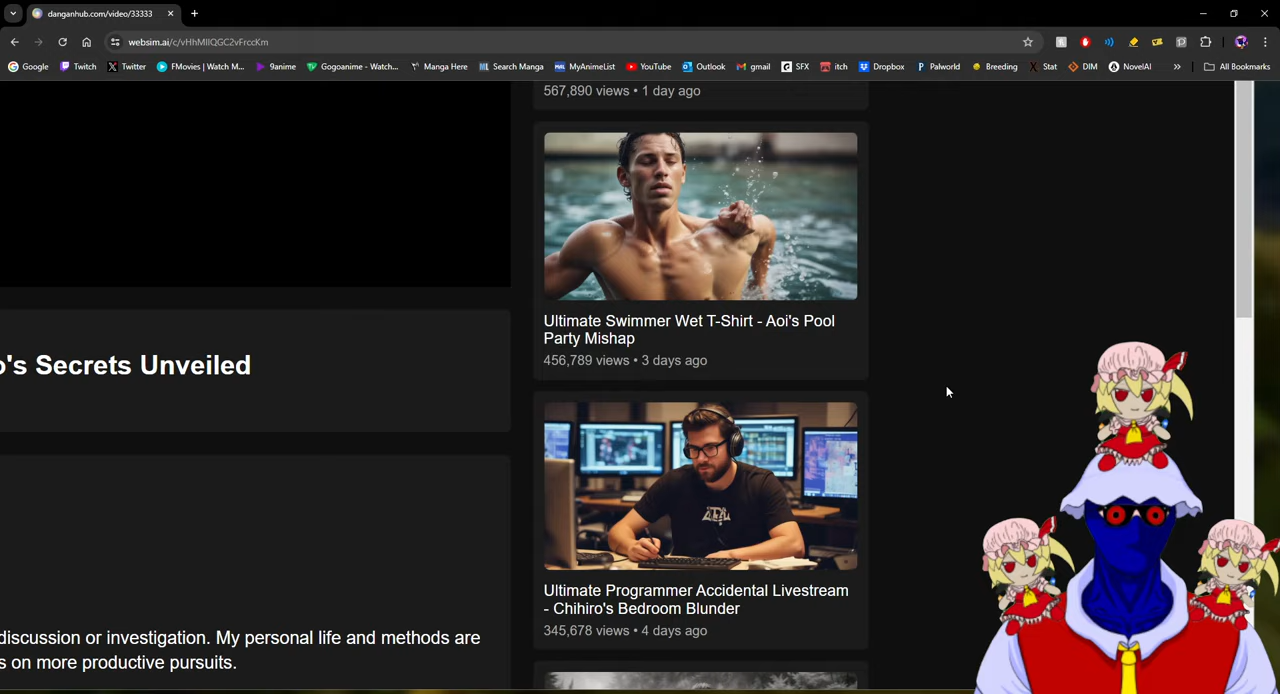 danganhub.com/video/33333
websim.ai/c/vHhMIlQGC2vFrccKm
Google Twitch Twitter FMovies | Watch M... 9anime Gogoanime - Watch... Manga Here Search Manga MyAnimeList YouTube Outlook gmail SFX itch Dropbox Palworld Breeding Stat DIM NovelAI » All Bookmarks
567,890 views • 1 day ago
Ultimate Swimmer Wet T-Shirt - Aoi's Pool
Party Mishap
456,789 views • 3 days ago
o's Secrets Unveiled
Ultimate Programmer Accidental Livestream
- Chihiro's Bedroom Blunder
345,678 views • 4 days ago
discussion or investigation. My personal life and methods are
s on more productive pursuits.